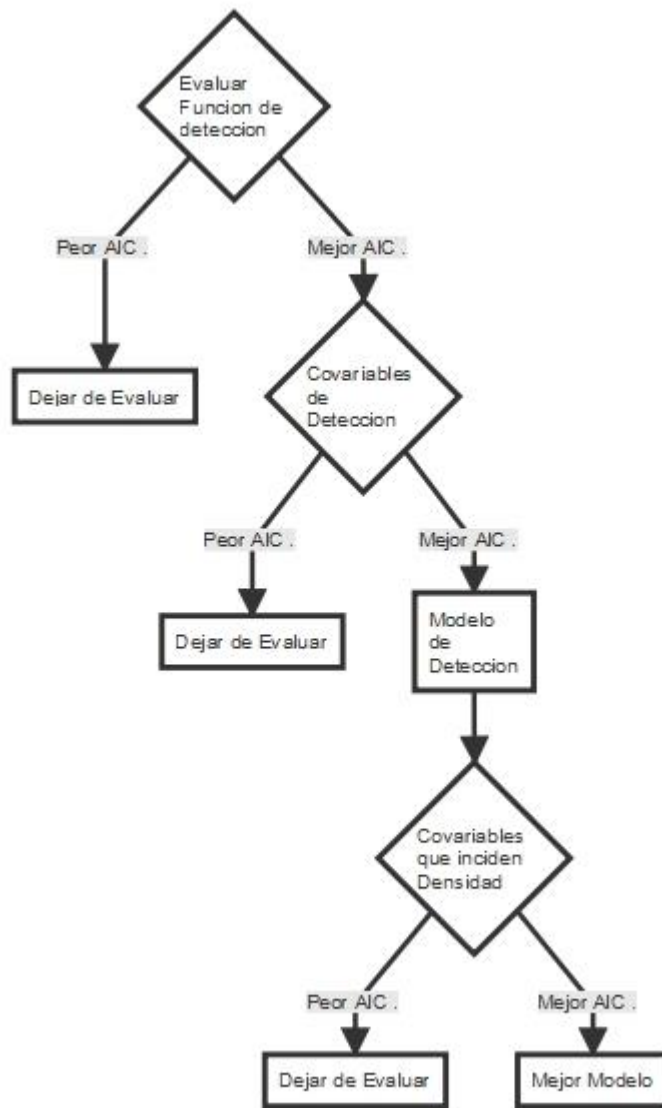 Evaluar
Funcion de
deteccion
Peor AIC .
Mejor AIC .
Dejar de Evaluar
Covariables
de
Deteccion
Peor AIC .
Mejor AIC .
Dejar de Evaluar
Modelo
de
Deteccion
Covariables
que inciden
Densidad
Peor AIC .
Mejor AIC .
Dejar de Evaluar
Mejor Modelo